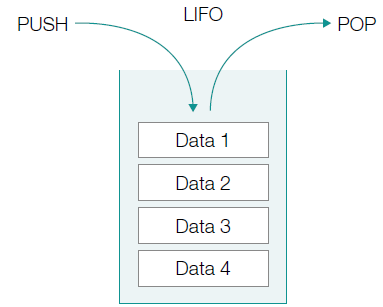 LIFO
PUSH
POP
Data 1
Data 2
Data 3
Data 4